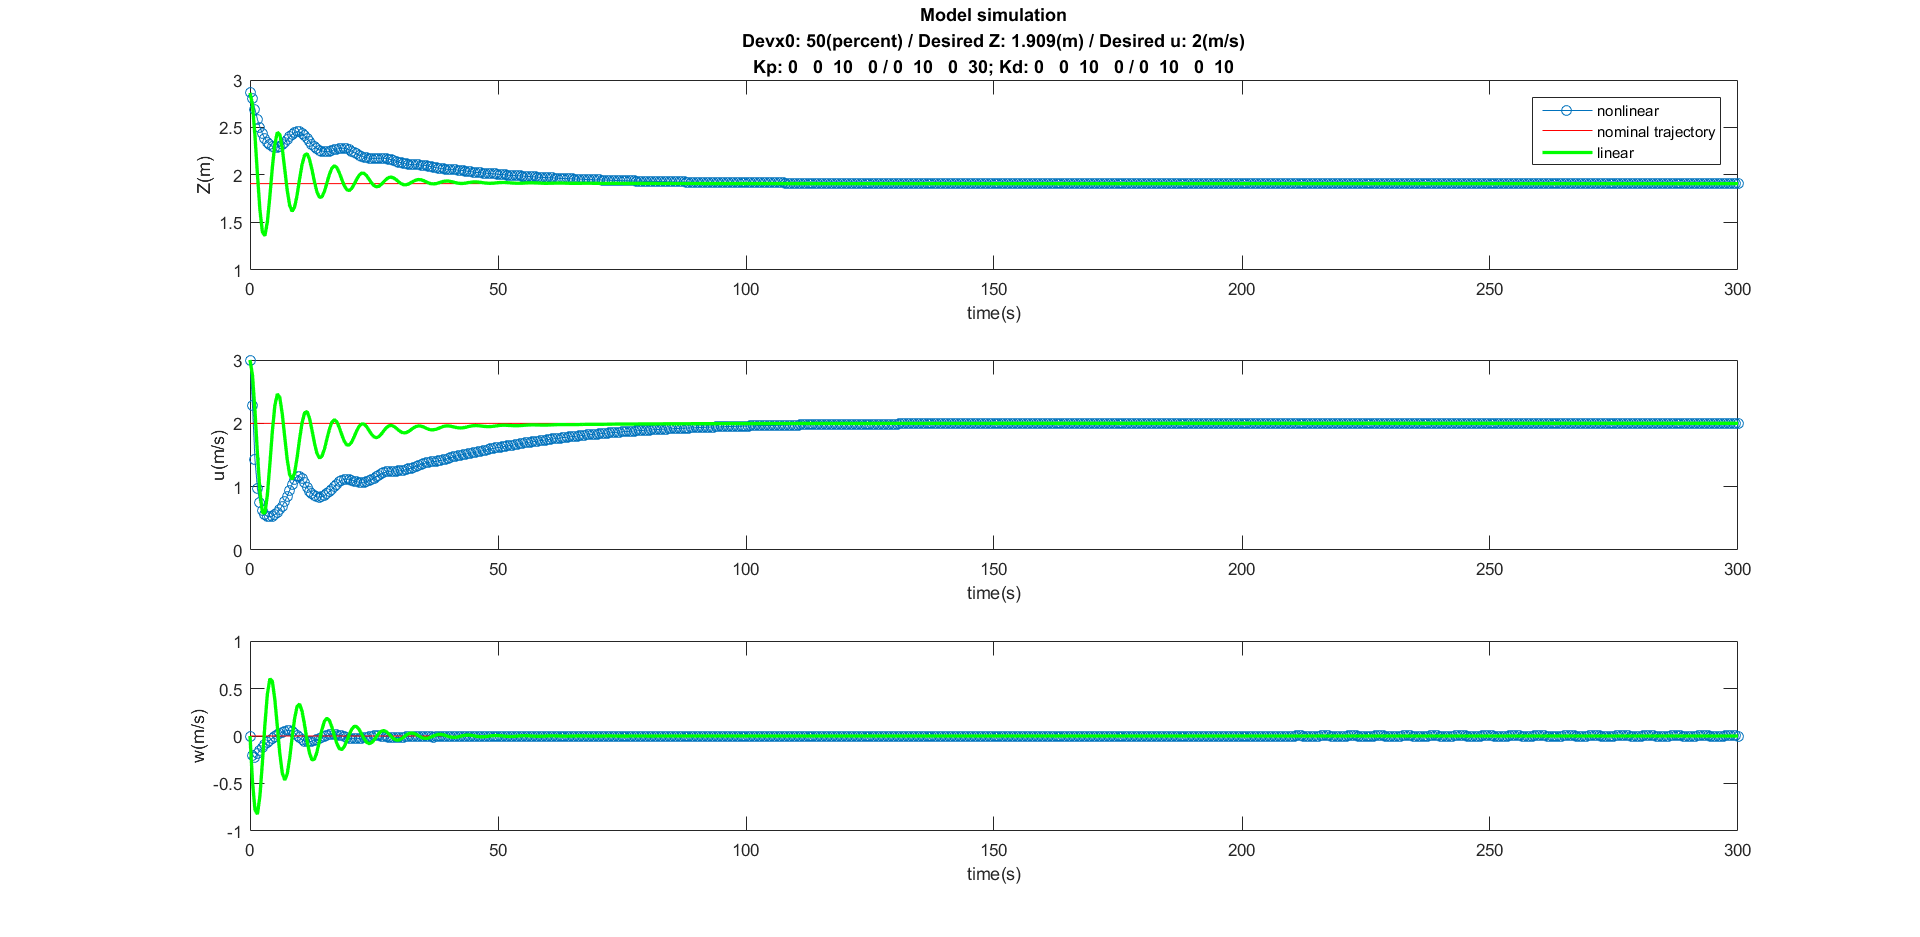 Model simulation
Devx0: 50(percent) / Desired Z: 1.909(m) / Desired u: 2(m/s)
Kp: 0 0 10 0 / 0 10 0 30; Kd: 0 0 10 0 / 0 10 0 10
3
2.5
2
1.5
1
Z(m)
nonlinear
nominal trajectory
linear
0 50 100 150 200 250 300
time(s)
3
2
1
0
u(m/s)
0 50 100 150 200 250 300
time(s)
1
0.5
0
-0.5
-1
w(m/s)
0 50 100 150 200 250 300
time(s)